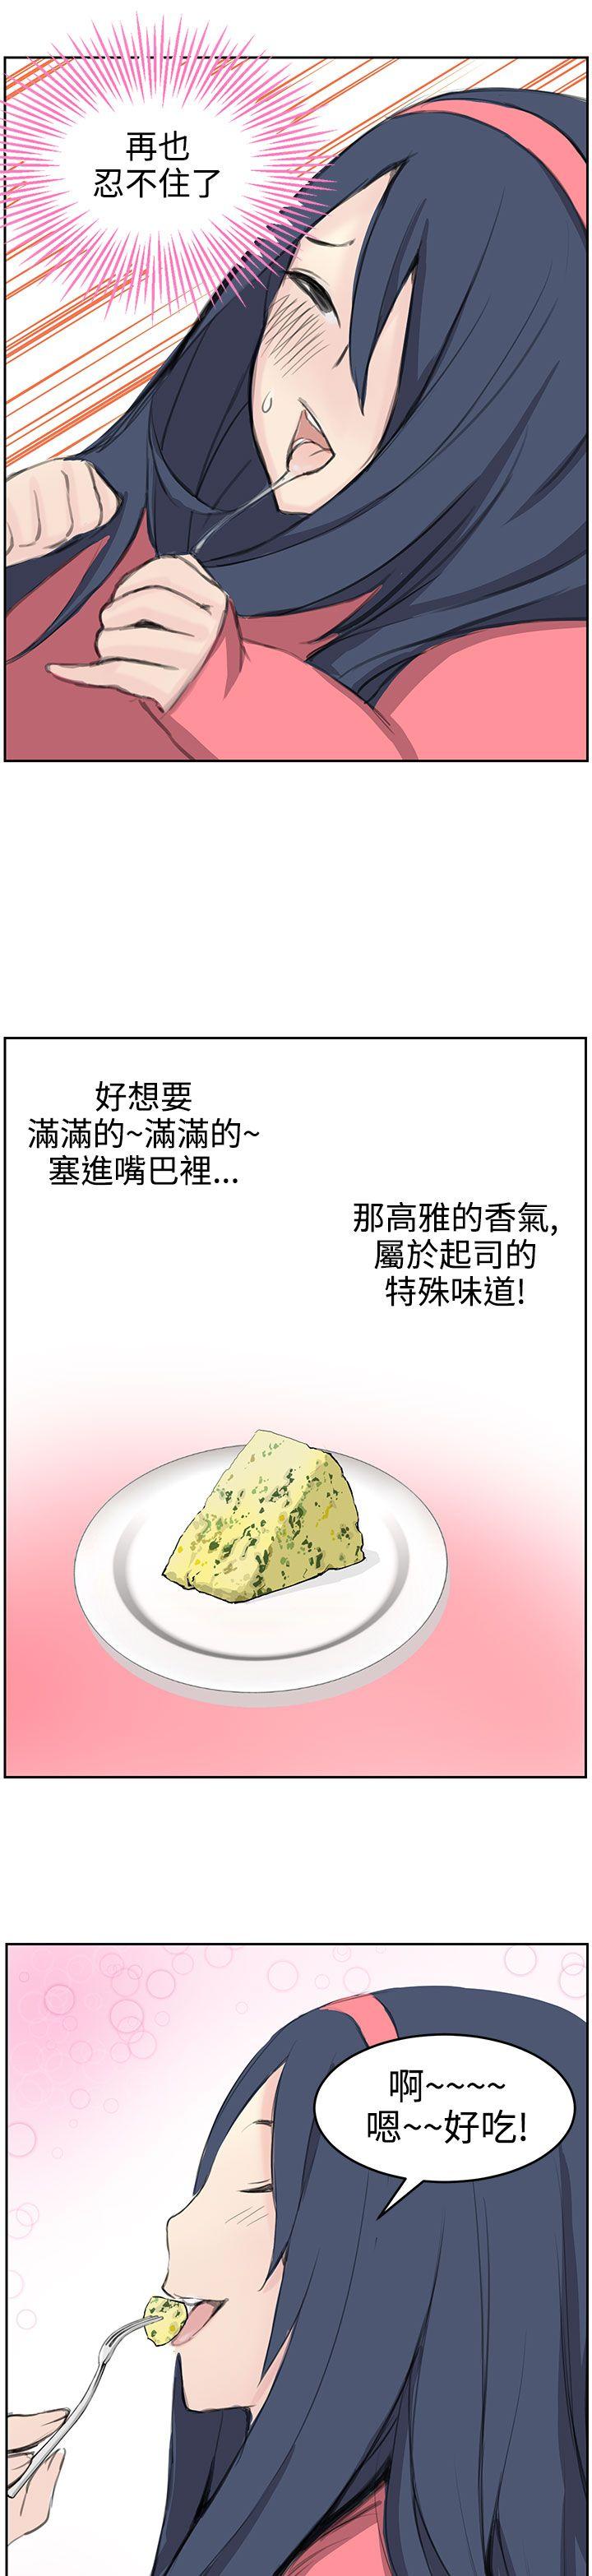 再也
忍不住了
好想要
滿滿的~滿滿的~
塞進嘴巴裡...
那高雅的香氣,
屬於起司的
特殊味道!
啊~~~~
嗯~~好吃!